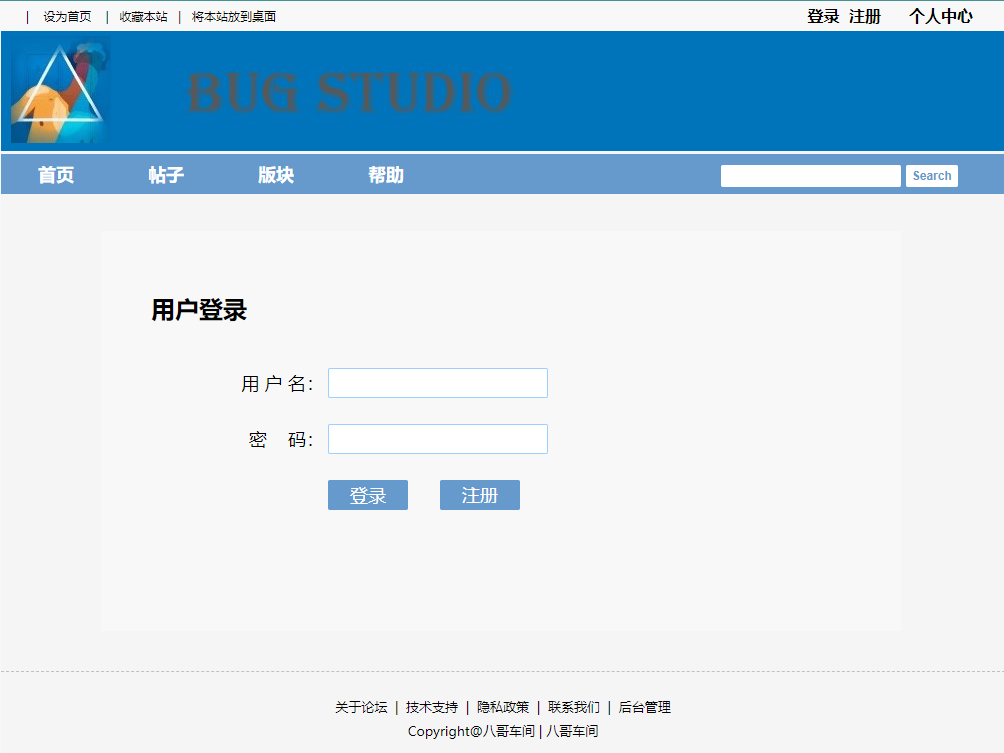 | 设为首页 | 收藏本站 | 将本站放到桌面 登录 注册 个人中心
BUG STUDIO
首页 帖子 版块 帮助 Search
用户登录
用 户 名：
密 码：
登录 注册
关于论坛 | 技术支持 | 隐私政策 | 联系我们 | 后台管理
Copyright@八哥车间 | 八哥车间